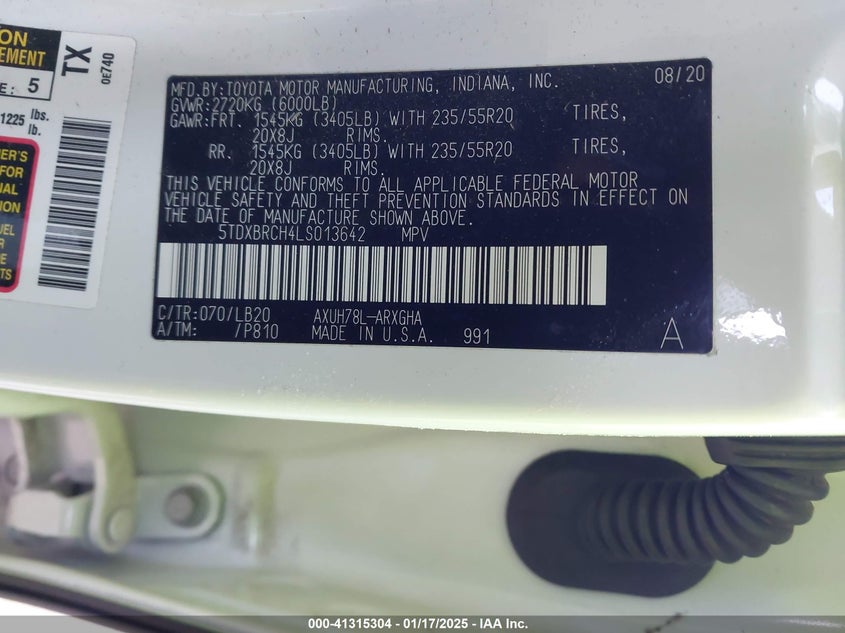 ON
EMENT
E: 5
TX
0E740
1225 lbs.
lb.
NER'S
FOR
NAL
ION
UEL
R BE
TS
MFD.BY:TOYOTA MOTOR MANUFACTURING, INDIANA, INC. 08/20
GVWR:2720KG (6000LB)
GAWR:FRT. 1545KG (3405LB) WITH 235/55R20 TIRES,
20X8J RIMS.
RR. 1545KG (3405LB) WITH 235/55R20 TIRES,
20X8J RIMS.
THIS VEHICLE CONFORMS TO ALL APPLICABLE FEDERAL MOTOR
VEHICLE SAFETY AND THEFT PREVENTION STANDARDS IN EFFECT ON
THE DATE OF MANUFACTURE SHOWN ABOVE.
5TDXBRCH4LS013642 MPV
C/TR:070/LB20 AXUH78L-ARXGHA
A/TM: /P810 MADE IN U.S.A. 991 A
000-41315304 - 01/17/2025 - IAA Inc.